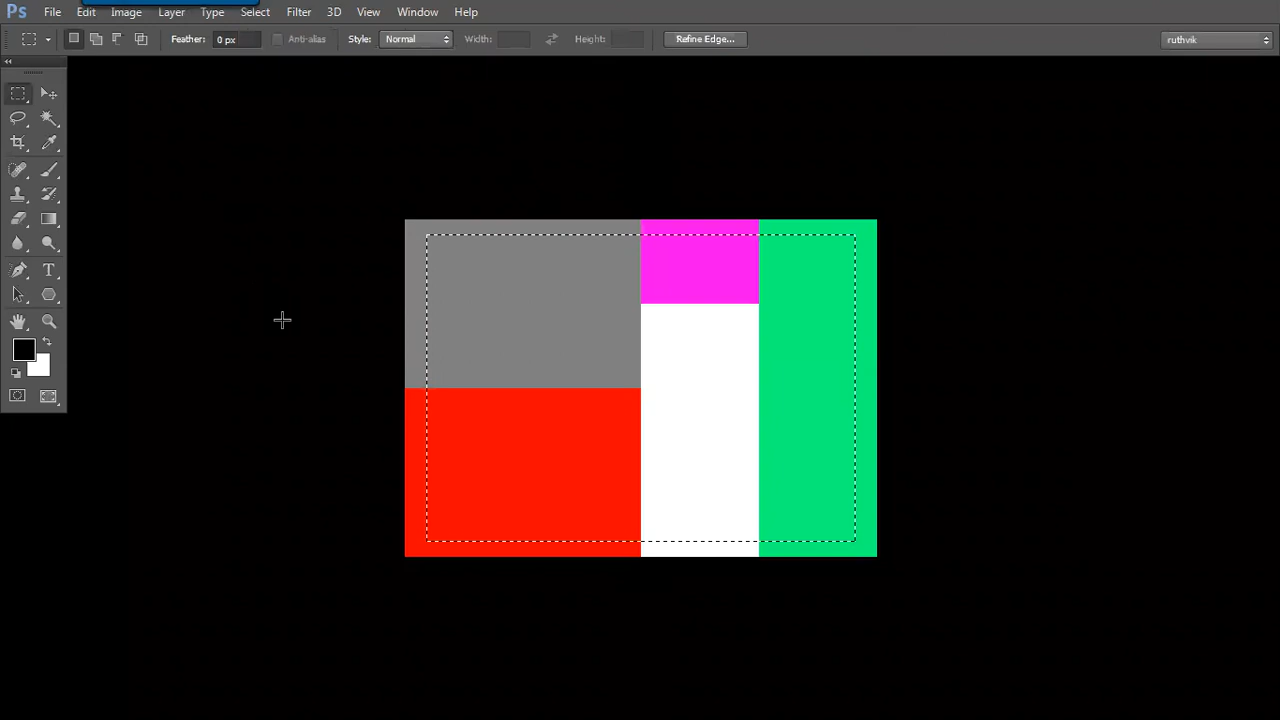 Ps File Edit Image Layer Type Select Filter 3D View Window Help
Feather: 0 px Anti-alias Style: Normal Width: Height: Refine Edge... ruthvik
T